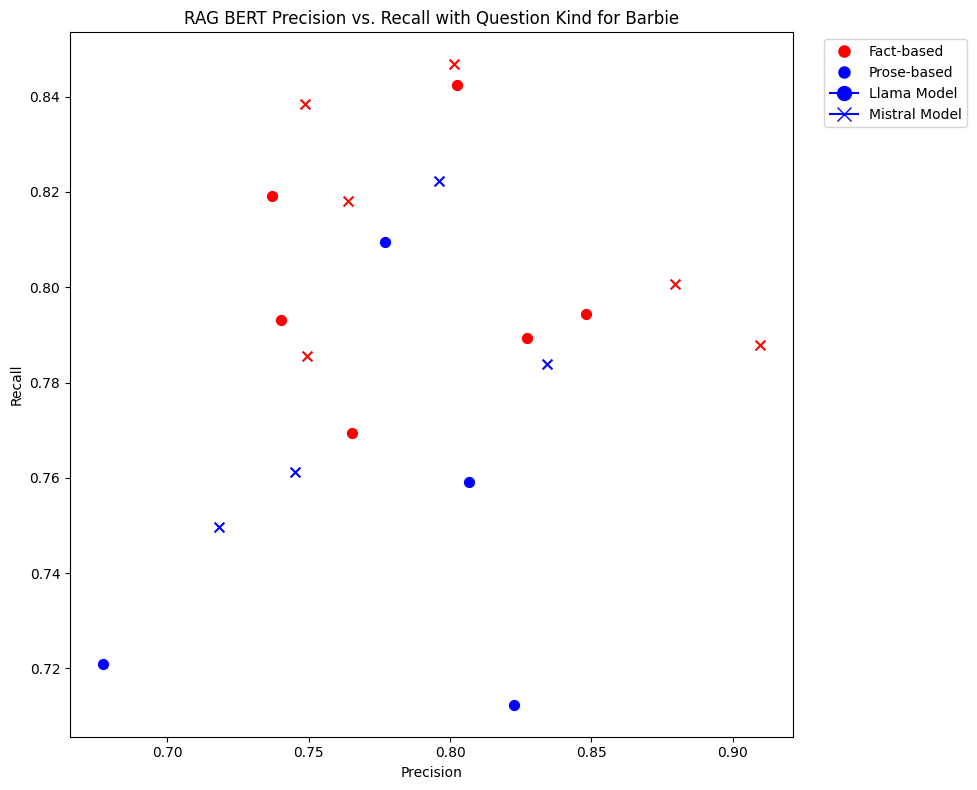 RAG BERT Precision vs. Recall with Question Kind for Barbie
Fact-based
Prose-based
Llama Model
Mistral Model
Recall
0.84
0.82
0.80
0.78
0.76
0.74
0.72
0.70
0.75
0.80
0.85
0.90
Precision